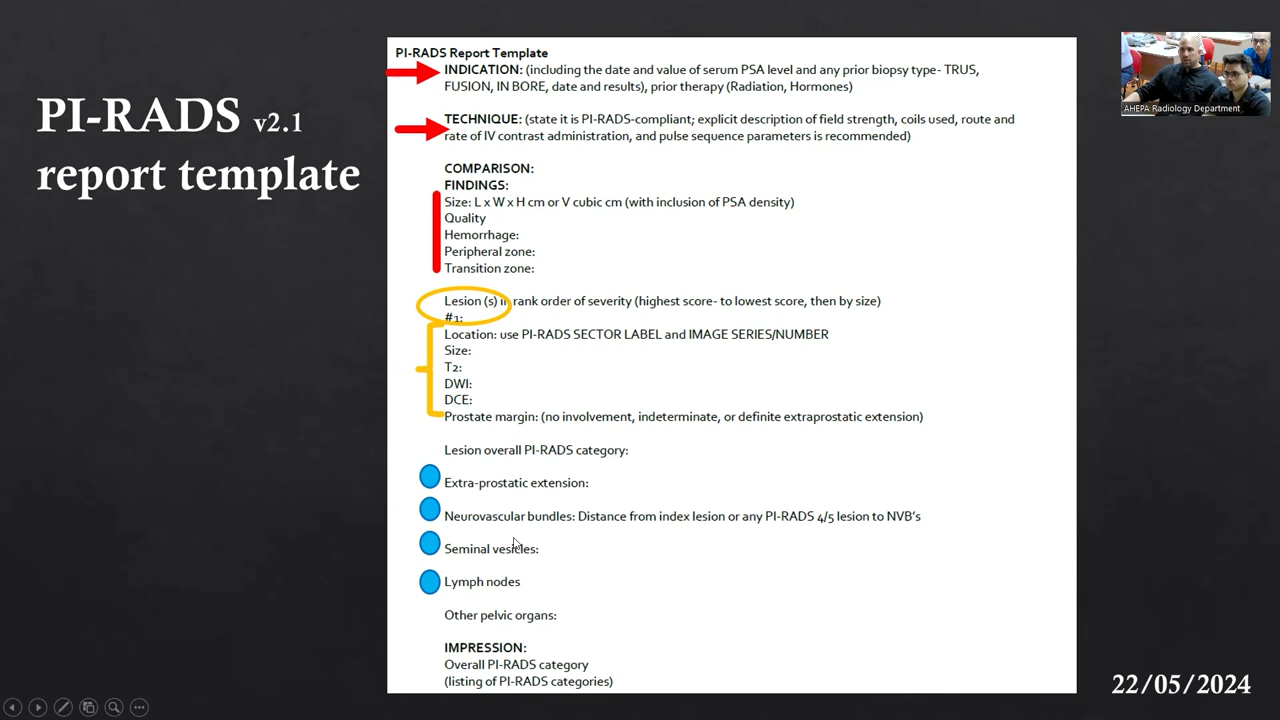 PI-RADS v2.1
report template
PI-RADS Report Template
INDICATION: (including the date and value of serum PSA level and any prior biopsy type- TRUS,
FUSION, IN BORE, date and results), prior therapy (Radiation, Hormones)
TECHNIQUE: (state it is PI-RADS-compliant; explicit description of field strength, coils used, route and
rate of IV contrast administration, and pulse sequence parameters is recommended)
COMPARISON:
FINDINGS:
Size: L x W x H cm or V cubic cm (with inclusion of PSA density)
Quality
Hemorrhage:
Peripheral zone:
Transition zone:
Lesion (s) in rank order of severity (highest score- to lowest score, then by size)
#1:
Location: use PI-RADS SECTOR LABEL and IMAGE SERIES/NUMBER
Size:
T2:
DWI:
DCE:
Prostate margin: (no involvement, indeterminate, or definite extraprostatic extension)
Lesion overall PI-RADS category:
Extra-prostatic extension:
Neurovascular bundles: Distance from index lesion or any PI-RADS 4/5 lesion to NVB's
Seminal vesicles:
Lymph nodes
Other pelvic organs:
IMPRESSION:
Overall PI-RADS category
(listing of PI-RADS categories)
AHEPA Radiology Department
22/05/2024